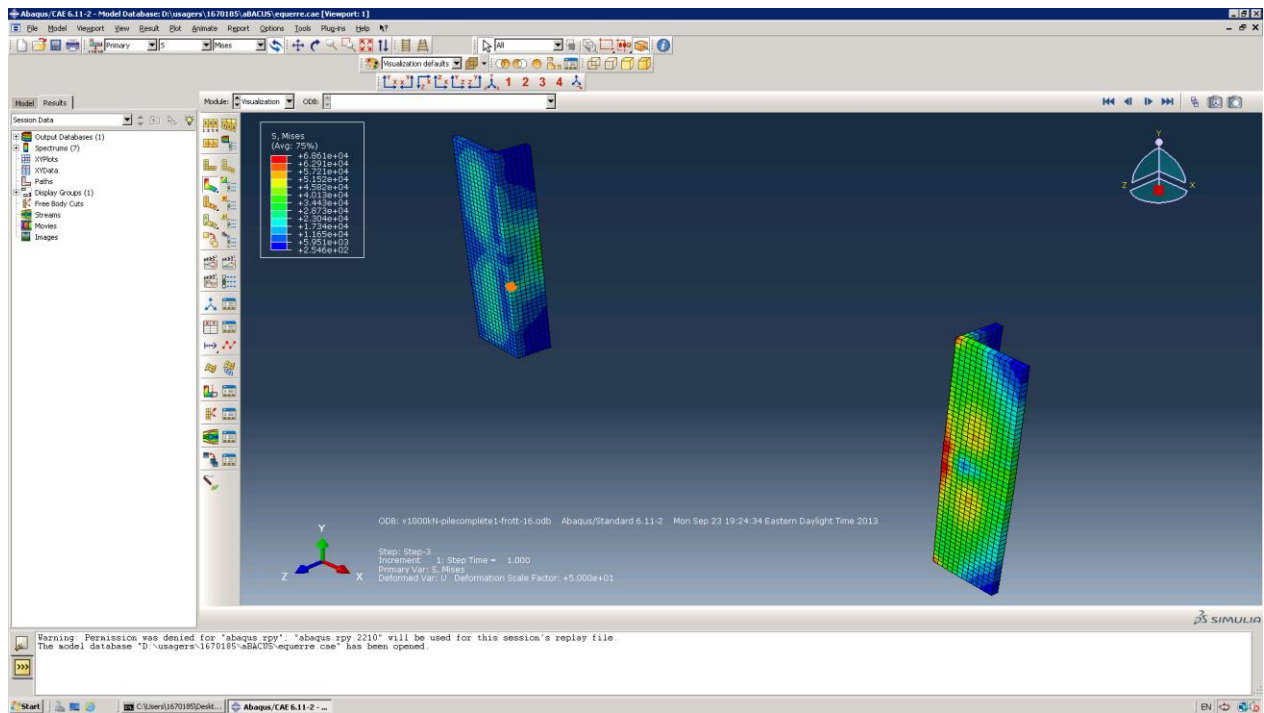 Abaqus/CAE 6.11-2 - Model Database: D:\usagers\1670185\aBACUS\equerre.cae [Viewport: 1]
File Model Viewport View Result Plot Animate Report Options Tools Plug-ins Help
Primary S Mises All
Visualization defaults
1 2 3 4
Model Results Module: Visualization ODB:
Session Data
Output Databases (1)
Spectrums (7)
XYPlots
XYData
Paths
Display Groups (1)
Free Body Cuts
Streams
Movies
Images
S, Mises
(Avg: 75%)
+6.861e+04
+6.291e+04
+5.721e+04
+5.152e+04
+4.582e+04
+4.013e+04
+3.443e+04
+2.873e+04
+2.304e+04
+1.734e+04
+1.165e+04
+5.951e+03
+2.546e+02
Y
Z X
ODB: v1000kN-pilecomplète1-frott-16.odb Abaqus/Standard 6.11-2 Mon Sep 23 19:24:34 Eastern Daylight Time 2013
Y
Z X
Step: Step-3
Increment 1: Step Time = 1.000
Primary Var: S, Mises
Deformed Var: U Deformation Scale Factor: +5.000e+01
SIMULIA
Warning: Permission was denied for "abaqus.rpy"; "abaqus.rpy.2210" will be used for this session's replay file.
The model database "D:\usagers\1670185\aBACUS\equerre.cae" has been opened.
Start C:\Users\1670185\Deskt... Abaqus/CAE 6.11-2 - ... EN